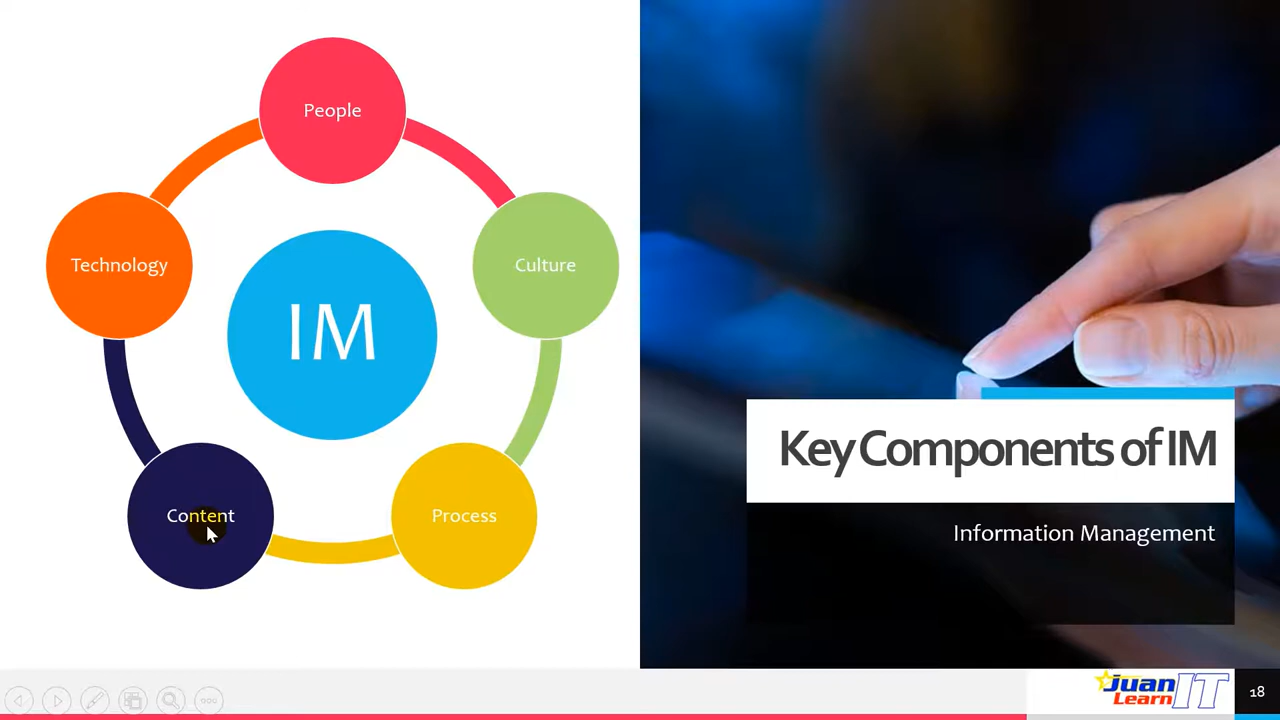 People
Technology
Culture
IM
Content
Process
Key Components of IM
Information Management
Juan
Learn
IT
18